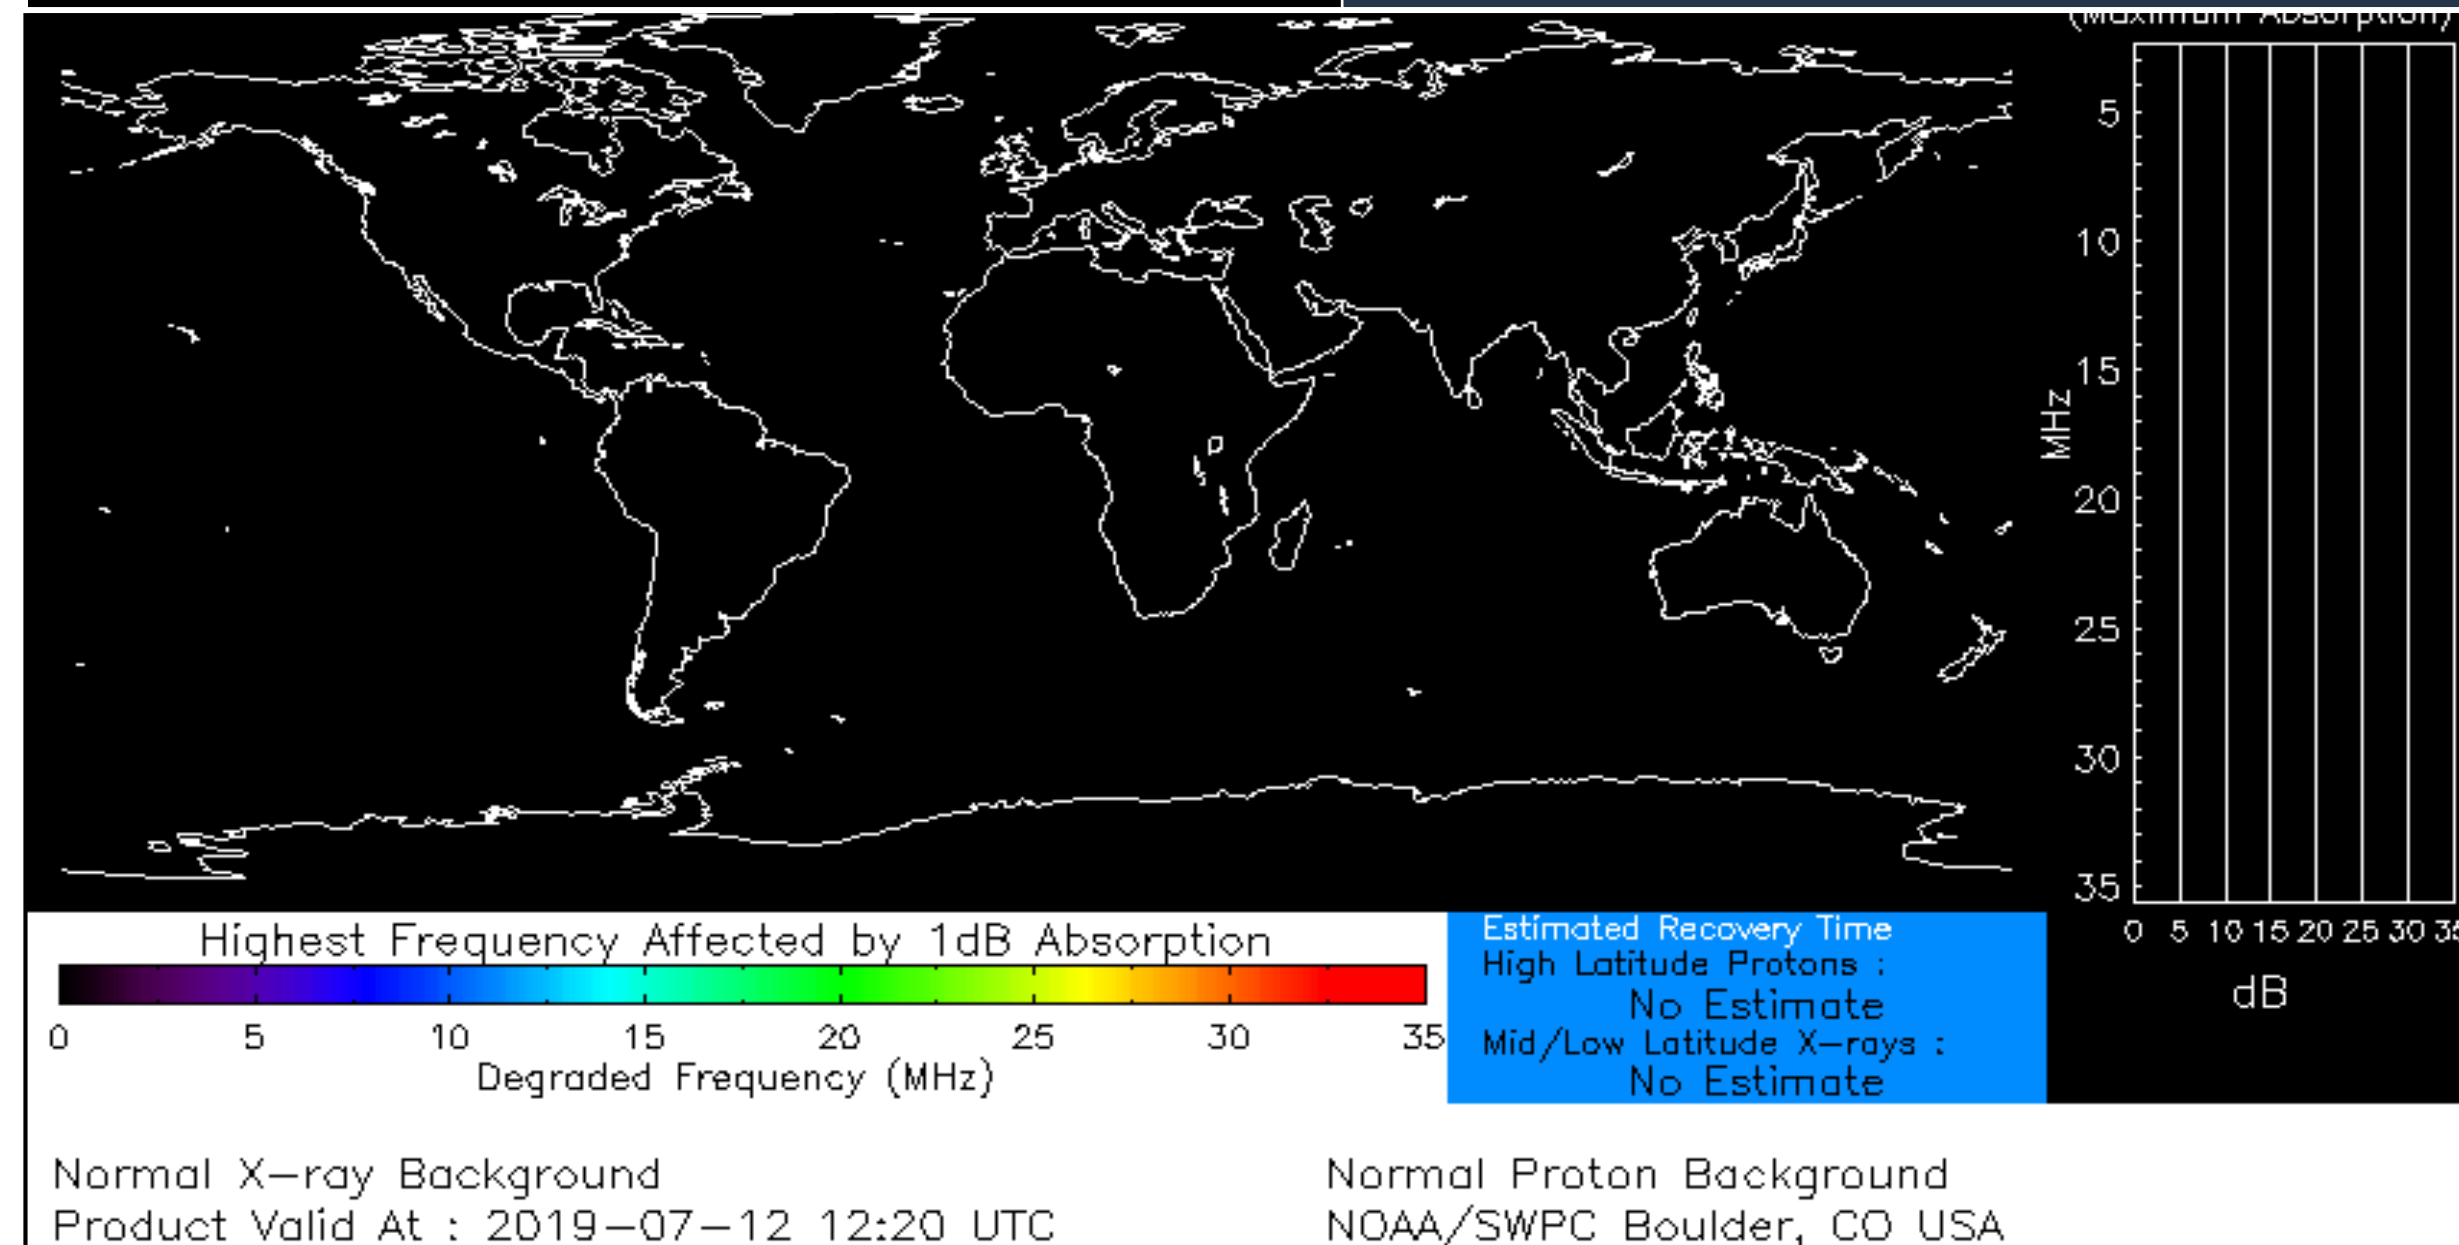 (Maximum Absorption)
5
10
15
20
25
30
35
MHz
0 5 10 15 20 25 30 35
dB
Highest Frequency Affected by 1dB Absorption
0 5 10 15 20 25 30 35
Degraded Frequency (MHz)
Estimated Recovery Time
High Latitude Protons :
No Estimate
Mid/Low Latitude X-rays :
No Estimate
Normal X-ray Background
Normal Proton Background
Product Valid At : 2019-07-12 12:20 UTC
NOAA/SWPC Boulder, CO USA